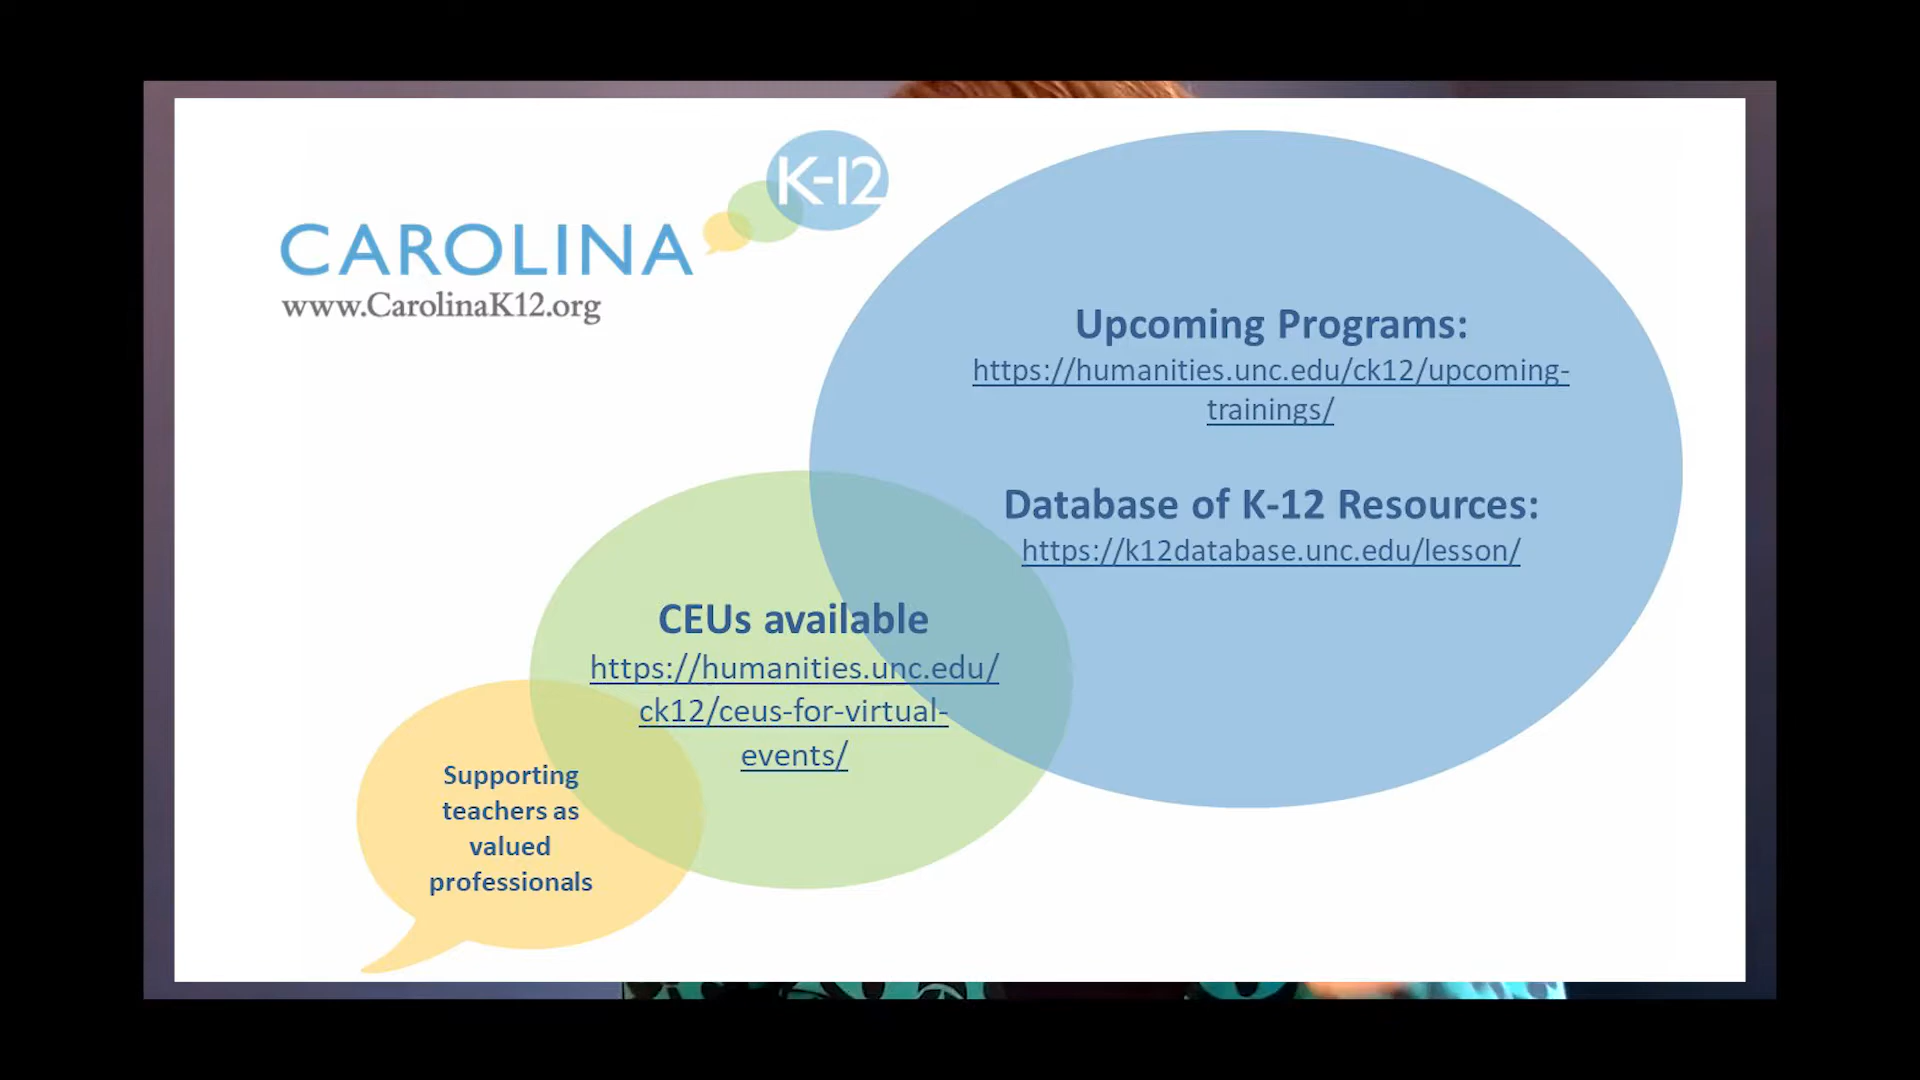 K-12
CAROLINA
www.CarolinaK12.org
Upcoming Programs:
https://humanities.unc.edu/ck12/upcoming-
trainings/
Database of K-12 Resources:
https://k12database.unc.edu/lesson/
CEUs available
https://humanities.unc.edu/
ck12/ceus-for-virtual-
events/
Supporting
teachers as
valued
professionals